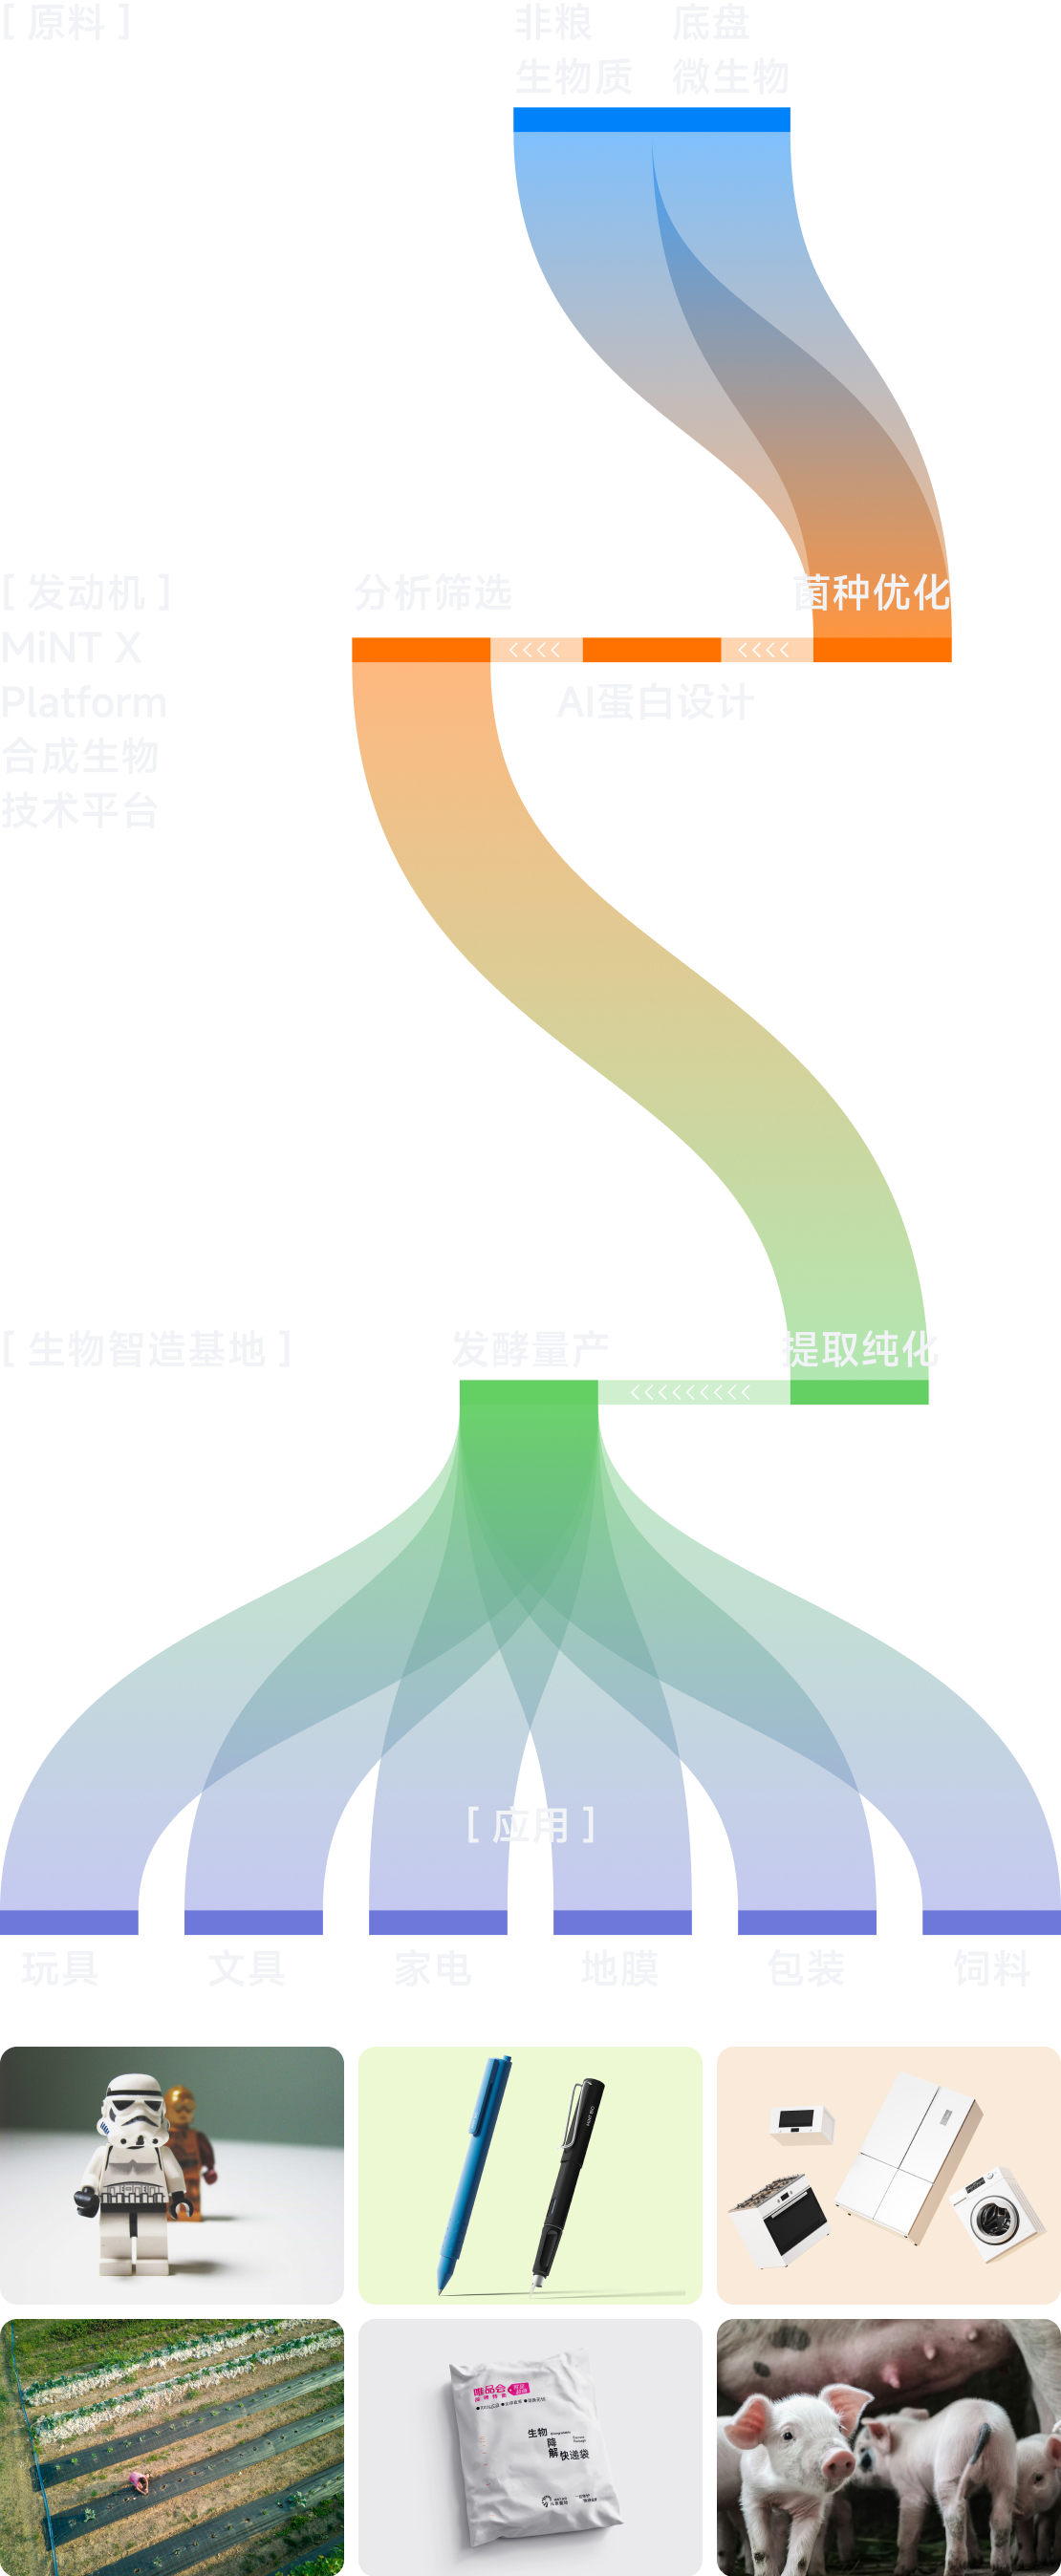 [ 原料 ]
非粮
生物质
底盘
微生物
[ 发动机 ]
MiNT X
Platform
合成生物
技术平台
分析筛选
菌种优化
AI蛋白设计
[ 生物智造基地 ]
发酵量产
提取纯化
[ 应用 ]
玩具
文具
家电
地膜
包装
饲料
唯品会
品牌特卖
生物
降
解快递袋